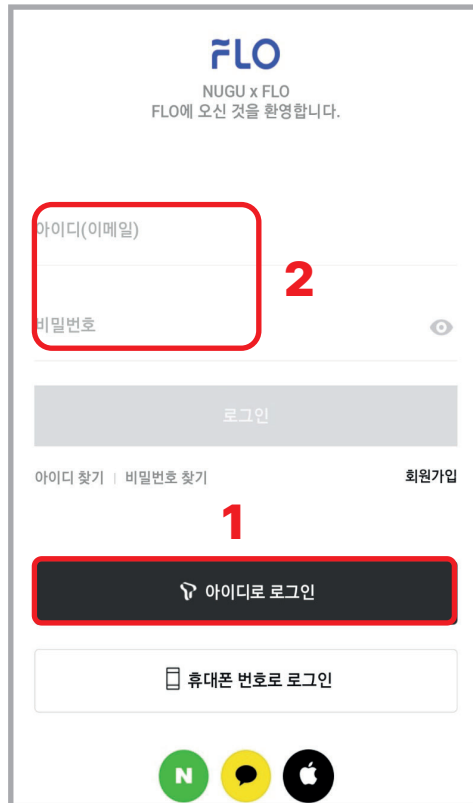 FLO
NUGU x FLO
FLO에 오신 것을 환영합니다.
아이디(이메일)
2
비밀번호
로그인
아이디 찾기 | 비밀번호 찾기 회원가입
1
아이디로 로그인
휴대폰 번호로 로그인
N